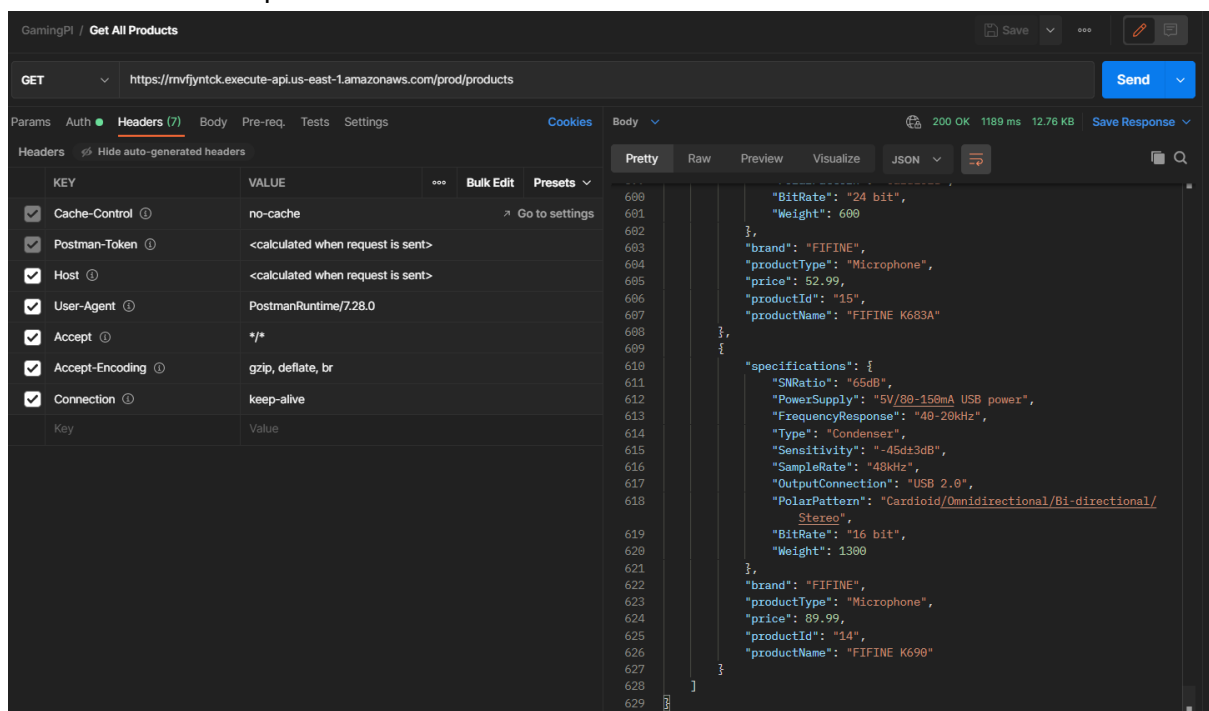 GamingPI / Get All Products
Save
GET
https://rnvfjyntck.execute-api.us-east-1.amazonaws.com/prod/products
Send
Params Auth Headers (7) Body Pre-req. Tests Settings Cookies
Headers Hide auto-generated headers
KEY VALUE Bulk Edit Presets
Cache-Control no-cache Go to settings
Postman-Token <calculated when request is sent>
Host <calculated when request is sent>
User-Agent PostmanRuntime/7.28.0
Accept */*
Accept-Encoding gzip, deflate, br
Connection keep-alive
Key Value
Body 200 OK 1189 ms 12.76 KB Save Response
Pretty Raw Preview Visualize JSON
600 "BitRate": "24 bit",
601 "Weight": 600
602 },
603 "brand": "FIFINE",
604 "productType": "Microphone",
605 "price": 52.99,
606 "productId": "15",
607 "productName": "FIFINE K683A"
608 },
609 {
610 "specifications": {
611 "SNRatio": "65dB",
612 "PowerSupply": "5V/80-150mA USB power",
613 "FrequencyResponse": "40-20kHz",
614 "Type": "Condenser",
615 "Sensitivity": "-45d±3dB",
616 "SampleRate": "48kHz",
617 "OutputConnection": "USB 2.0",
618 "PolarPattern": "Cardioid/Omnidirectional/Bi-directional/
Stereo",
619 "BitRate": "16 bit",
620 "Weight": 1300
621 },
622 "brand": "FIFINE",
623 "productType": "Microphone",
624 "price": 89.99,
625 "productId": "14",
626 "productName": "FIFINE K690"
627 }
628 ]
629 }